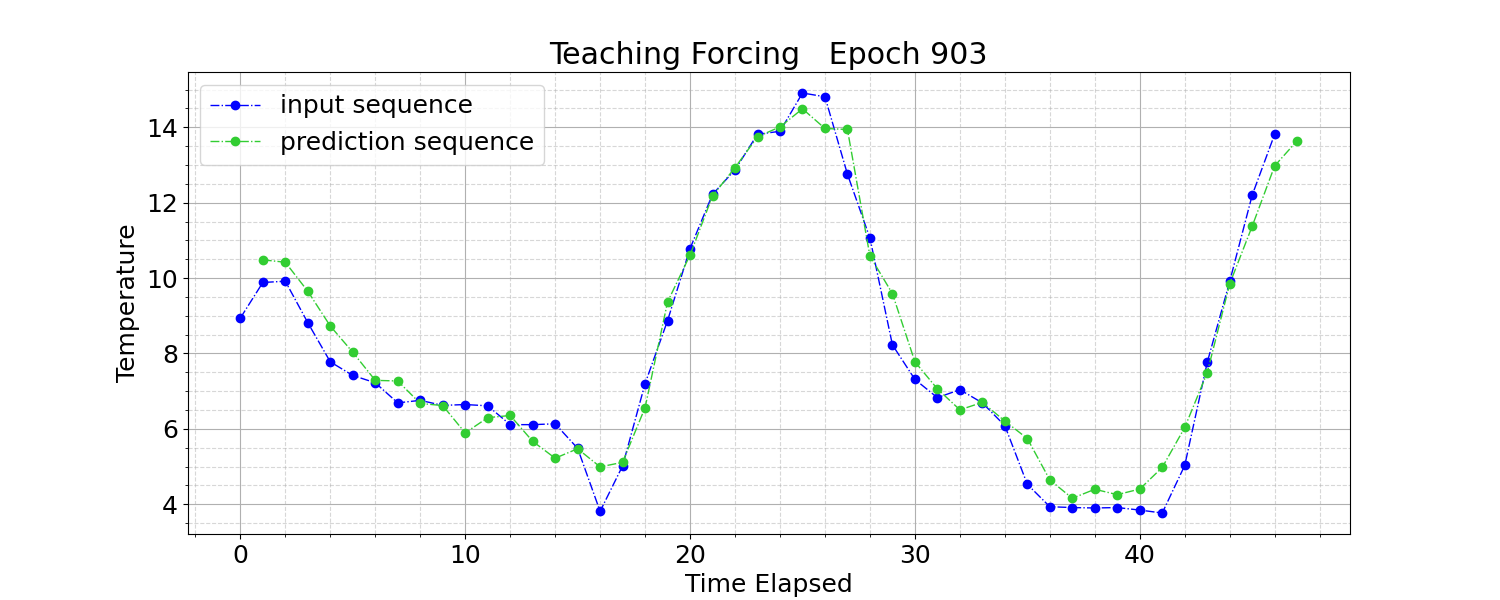 Teaching Forcing   Epoch 903
input sequence
prediction sequence
14
12
10
8
6
4
Temperature
0 10 20 30 40
Time Elapsed